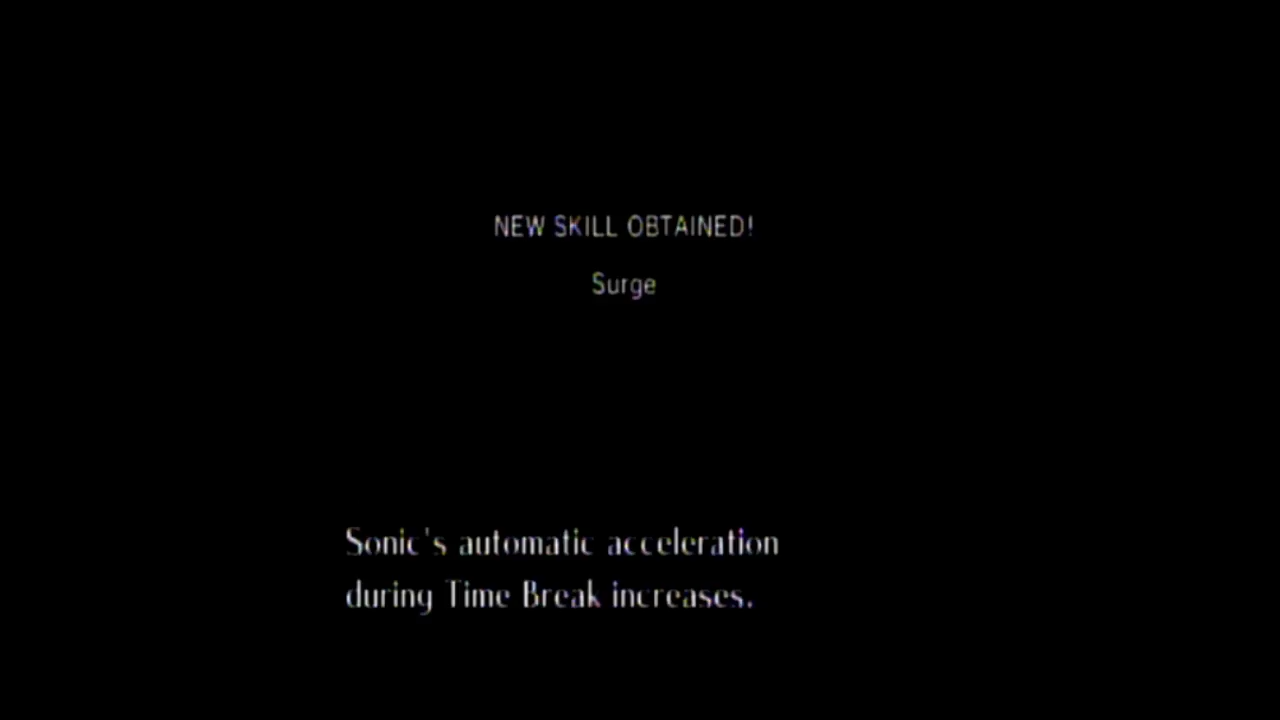 NEW SKILL OBTAINED!
Surge
Sonic's automatic acceleration
during Time Break increases.